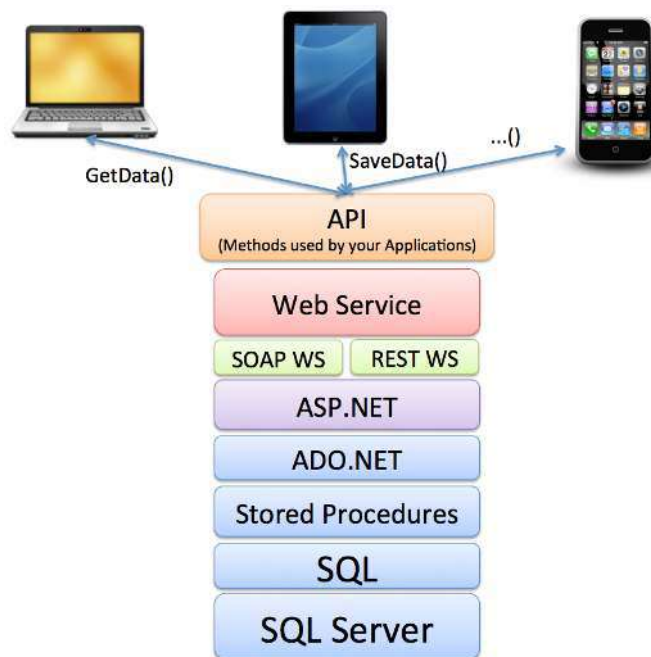 ...()
SaveData()
GetData()
API
(Methods used by your Applications)
Web Service
SOAP WS
REST WS
ASP.NET
ADO.NET
Stored Procedures
SQL
SQL Server